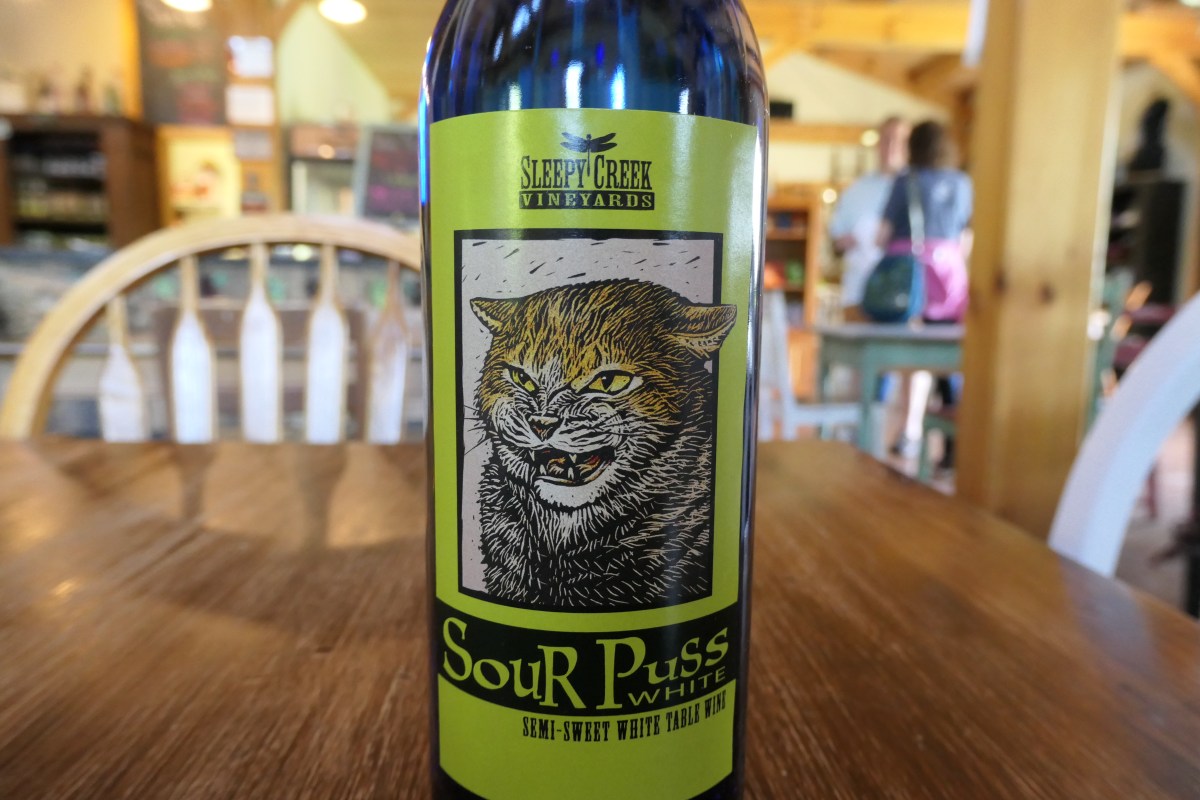 SLEEPY CREEK
VINEYARDS
SOUR PUSS
WHITE
SEMI-SWEET WHITE TABLE WINE